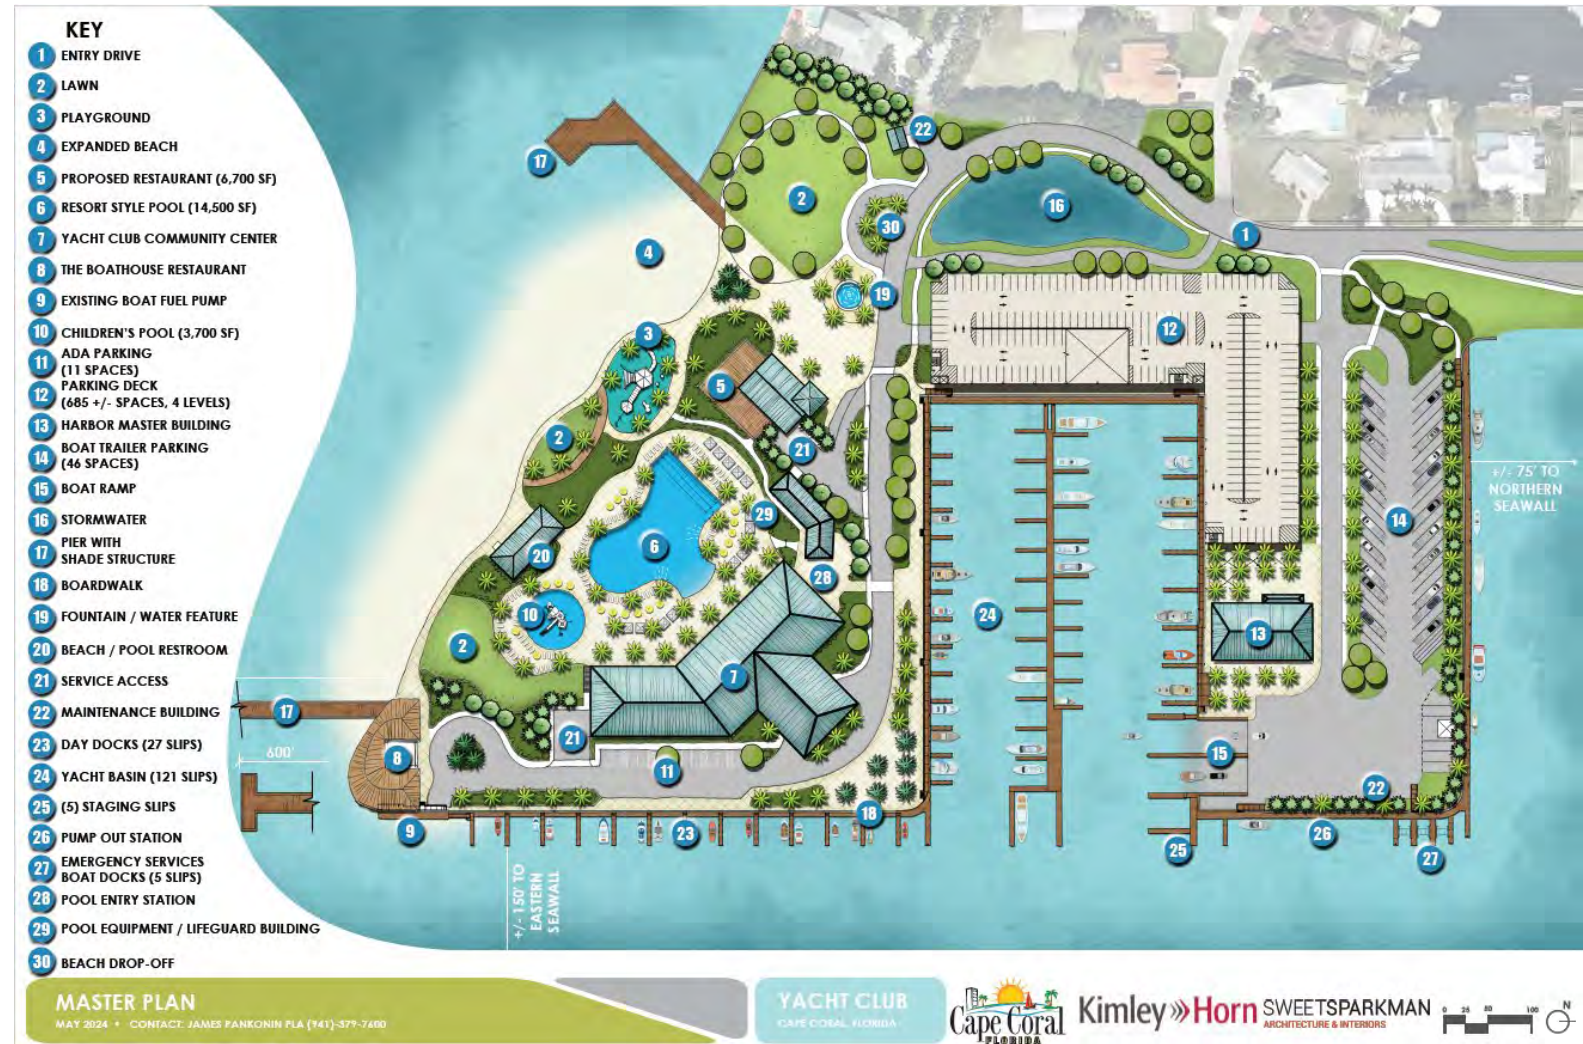 KEY
1 ENTRY DRIVE
2 LAWN
3 PLAYGROUND
4 EXPANDED BEACH
5 PROPOSED RESTAURANT (6,700 SF)
6 RESORT STYLE POOL (14,500 SF)
7 YACHT CLUB COMMUNITY CENTER
8 THE BOATHOUSE RESTAURANT
9 EXISTING BOAT FUEL PUMP
10 CHILDREN'S POOL (3,700 SF)
11 ADA PARKING
(11 SPACES)
12 PARKING DECK
(685 +/- SPACES, 4 LEVELS)
13 HARBOR MASTER BUILDING
14 BOAT TRAILER PARKING
(46 SPACES)
15 BOAT RAMP
16 STORMWATER
17 PIER WITH
SHADE STRUCTURE
18 BOARDWALK
19 FOUNTAIN / WATER FEATURE
20 BEACH / POOL RESTROOM
21 SERVICE ACCESS
22 MAINTENANCE BUILDING
23 DAY DOCKS (27 SLIPS)
24 YACHT BASIN (121 SLIPS)
25 (5) STAGING SLIPS
26 PUMP OUT STATION
27 EMERGENCY SERVICES
BOAT DOCKS (5 SLIPS)
28 POOL ENTRY STATION
29 POOL EQUIPMENT / LIFEGUARD BUILDING
30 BEACH DROP-OFF
22
17
2
16
30
1
4
19
3
12
5
2
21
14
+/- 75' TO
NORTHERN
SEAWALL
29
6
20
28
10
24
13
2
7
17
21
8
600'
15
11
22
18
9
23
26
25
27
+/- 150' TO
EASTERN
SEAWALL
MASTER PLAN
MAY 2024 • CONTACT: JAMES PANKONIN PLA (941)-379-7600
YACHT CLUB
CAPE CORAL, FLORIDA
Cape Coral
FLORIDA
Kimley»Horn
SWEETSPARKMAN
ARCHITECTURE & INTERIORS
0 25 50 100
N